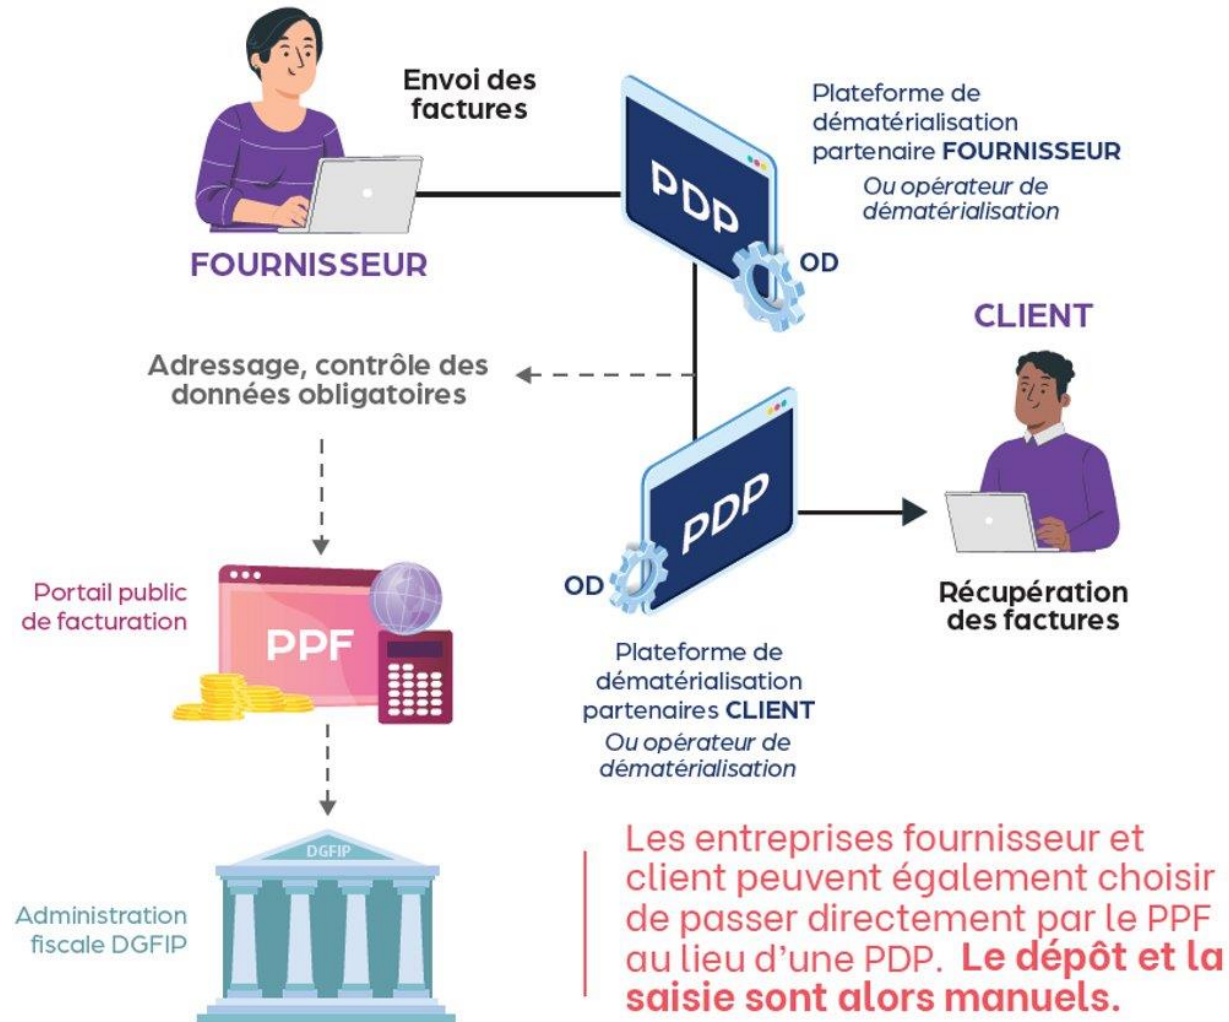 Envoi des
factures
FOURNISSEUR
PDP
OD
Plateforme de
dématérialisation
partenaire FOURNISSEUR
Ou opérateur de
dématérialisation
CLIENT
Adressage, contrôle des
données obligatoires
PDP
OD
Récupération
des factures
Portail public
de facturation
PPF
Plateforme de
dématérialisation
partenaires CLIENT
Ou opérateur de
dématérialisation
DGFIP
Administration
fiscale DGFIP
Les entreprises fournisseur et
client peuvent également choisir
de passer directement par le PPF
au lieu d'une PDP. Le dépôt et la
saisie sont alors manuels.